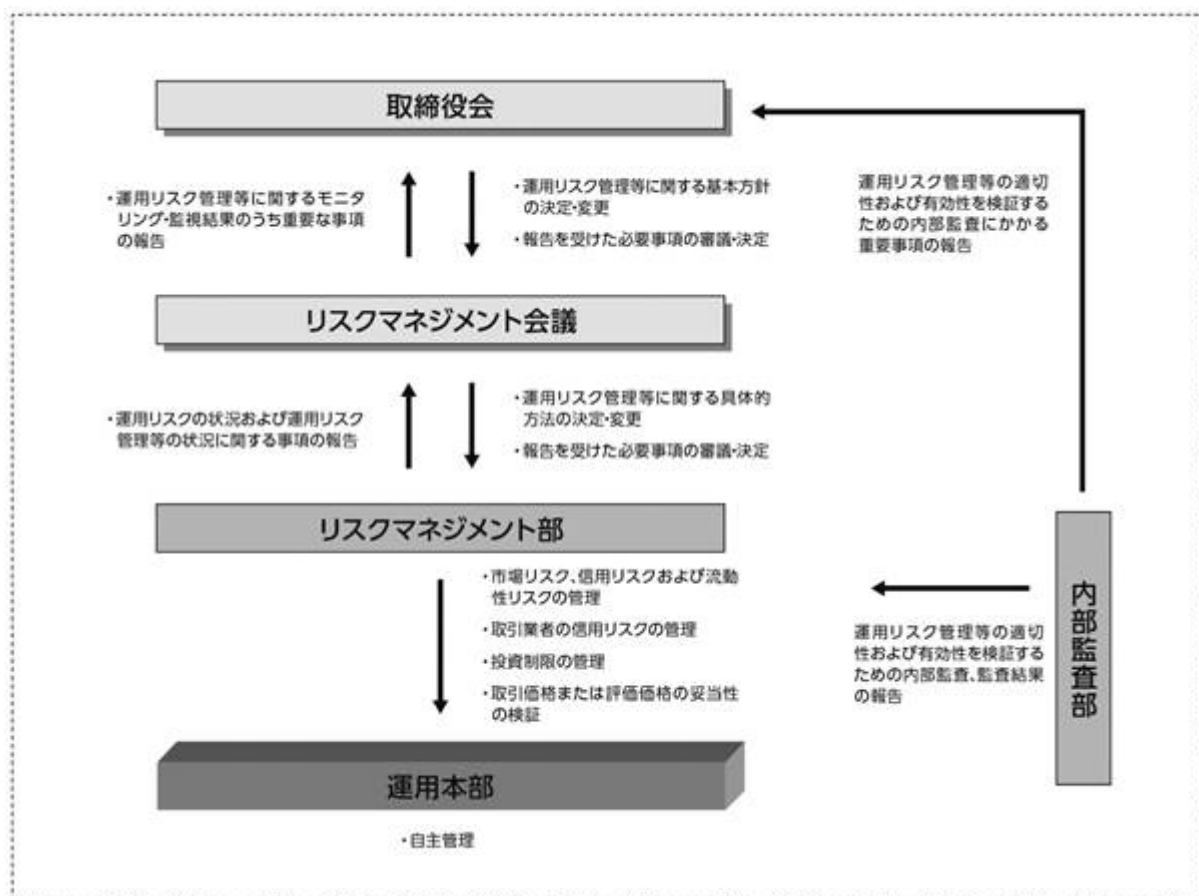 取締役会
・運用リスク管理等に関するモニタ
リング・監視結果のうち重要な事項
の報告
・運用リスク管理等に関する基本方針
の決定・変更
・報告を受けた必要事項の審議・決定
運用リスク管理等の適切
性および有効性を検証する
ための内部監査にかかる
重要事項の報告
リスクマネジメント会議
・運用リスクの状況および運用リスク
管理等の状況に関する事項の報告
・運用リスク管理等に関する具体的
方法の決定・変更
・報告を受けた必要事項の審議・決定
リスクマネジメント部
・市場リスク、信用リスクおよび流動
性リスクの管理
・取引業者の信用リスクの管理
・投資制限の管理
・取引価格または評価価格の妥当性
の検証
運用リスク管理等の適切
性および有効性を検証する
ための内部監査、監査結果
の報告
内部監査部
運用本部
・自主管理